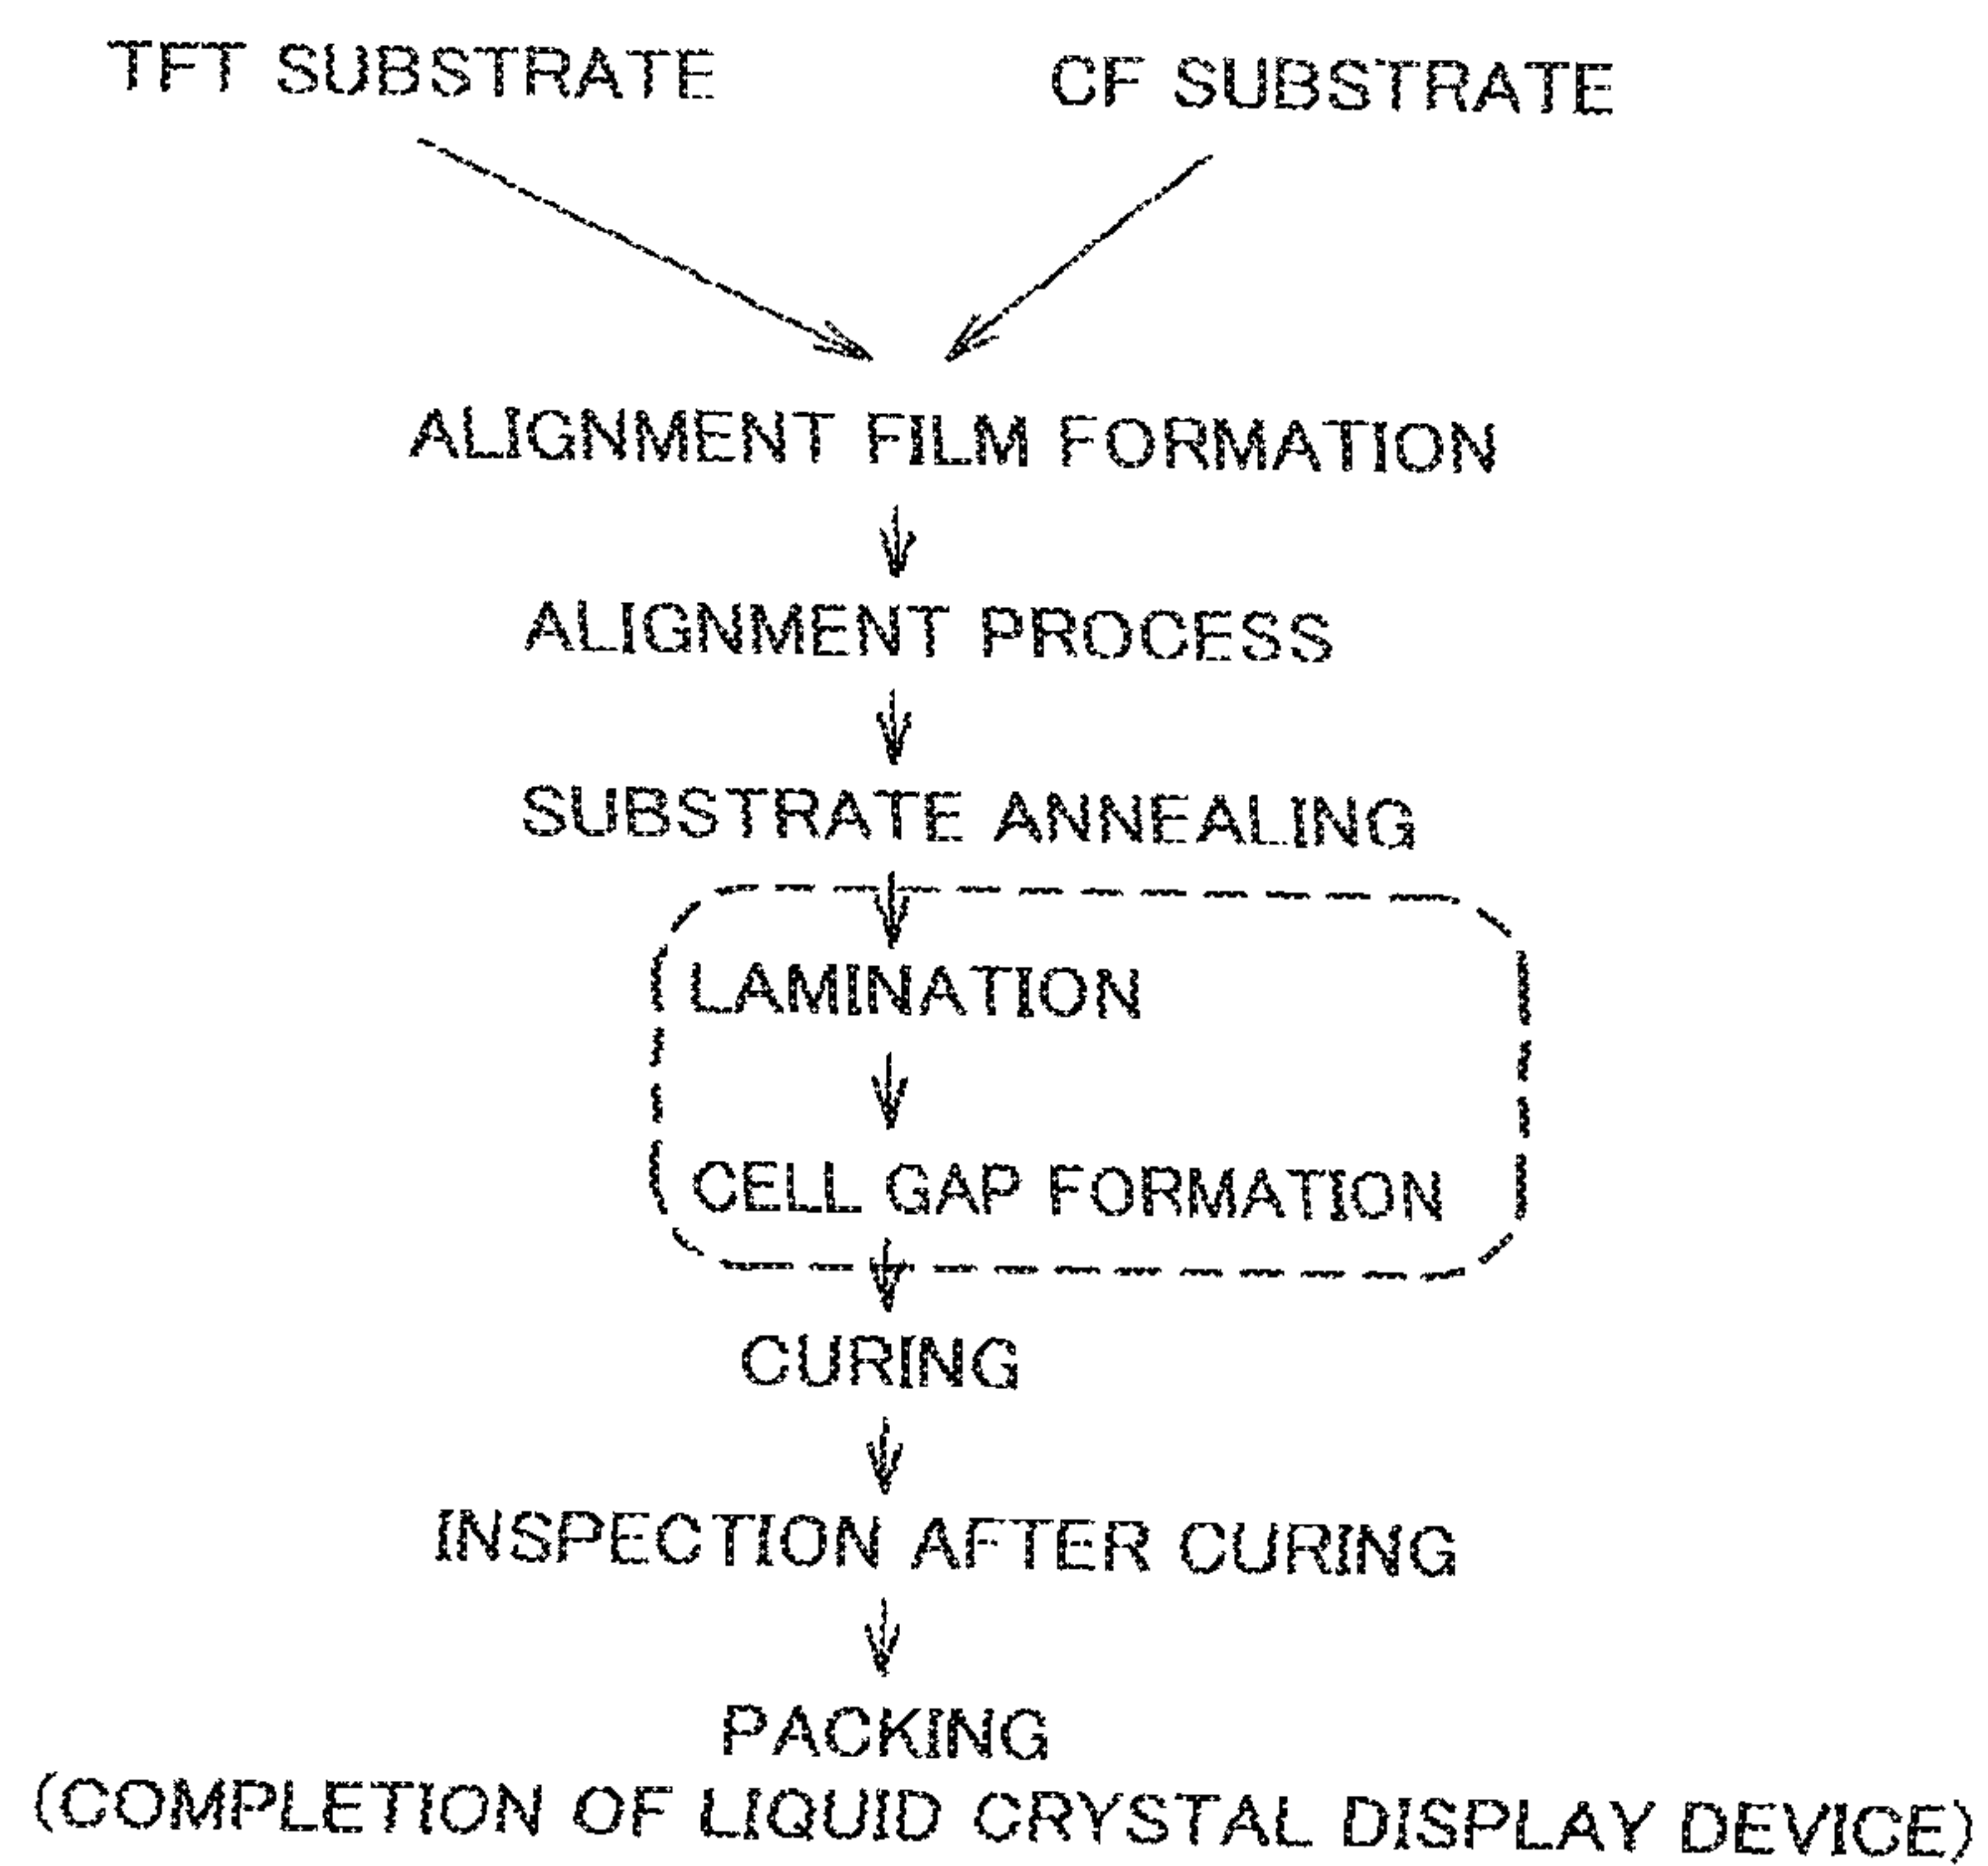 TFT SUBSTRATE
CF SUBSTRATE
ALIGNMENT FILM FORMATION
ALIGNMENT PROCESS
SUBSTRATE ANNEALING
LAMINATION
CELL GAP FORMATION
CURING
INSPECTION AFTER CURING
PACKING
(COMPLETION OF LIQUID CRYSTAL DISPLAY DEVICE)